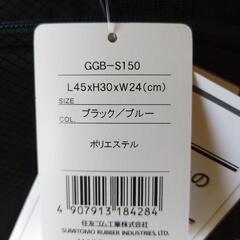 GGB-S150
L45xH30xW24(cm)
SIZE
ブラック/ブルー
COL.
ポリエステル
4 907913 184284
住友ゴム工業株式会社
SUMITOMO RUBBER INDUSTRIES, LTD.
の